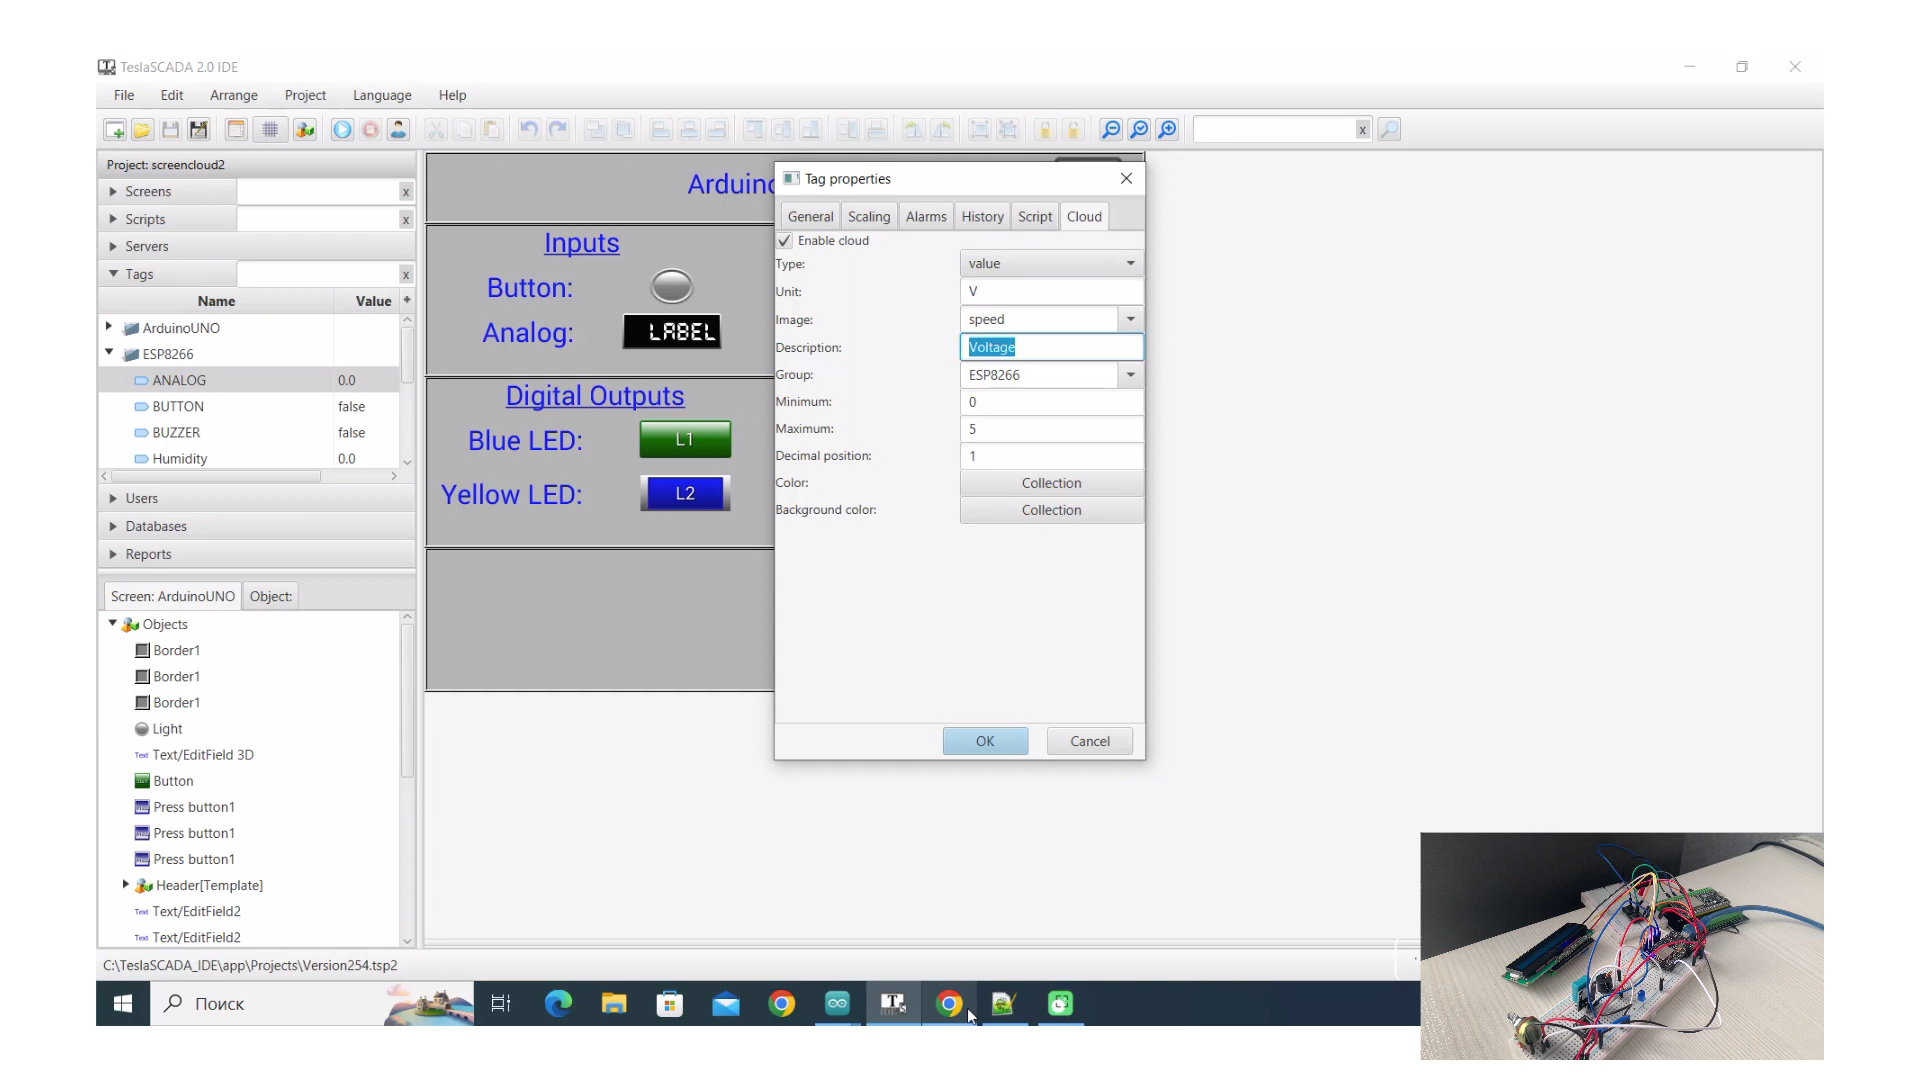 TeslaSCADA 2.0 IDE
File Edit Arrange Project Language Help
x
Project: screencloud2
Screens x
Scripts x
Servers
Tags x
Name Value +
ArduinoUNO
ESP8266
ANALOG 0.0
BUTTON false
BUZZER false
Humidity 0.0
Users
Databases
Reports
Screen: ArduinoUNO Object:
Objects
Border1
Border1
Border1
Light
Text Text/EditField 3D
Button
Press button1
Press button1
Press button1
Header[Template]
Text Text/EditField2
Text Text/EditField2
Arduino
Inputs
Button:
Analog: LABEL
Digital Outputs
Blue LED: L1
Yellow LED: L2
Tag properties
General Scaling Alarms History Script Cloud
Enable cloud
Type: value
Unit: V
Image: speed
Description: Voltage
Group: ESP8266
Minimum: 0
Maximum: 5
Decimal position: 1
Color: Collection
Background color: Collection
OK Cancel
C:\TeslaSCADA_IDE\app\Projects\Version254.tsp2
Поиск